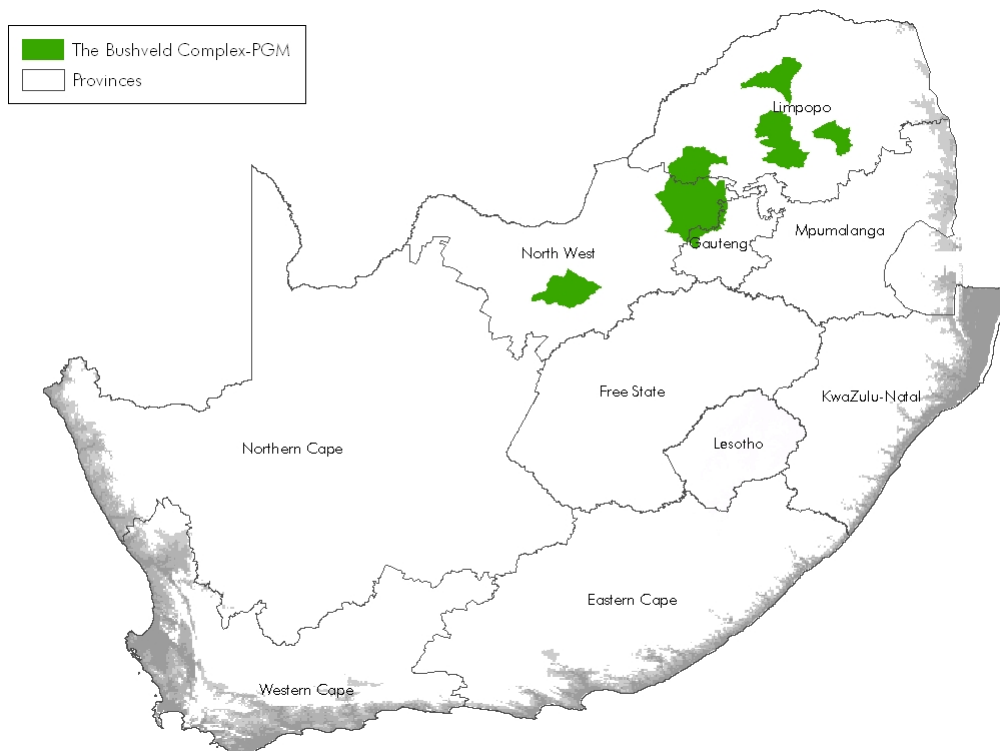 The Bushveld Complex-PGM
Provinces
Limpopo
Mpumalanga
Gauteng
North West
Free State
KwaZulu-Natal
Lesotho
Northern Cape
Eastern Cape
Western Cape